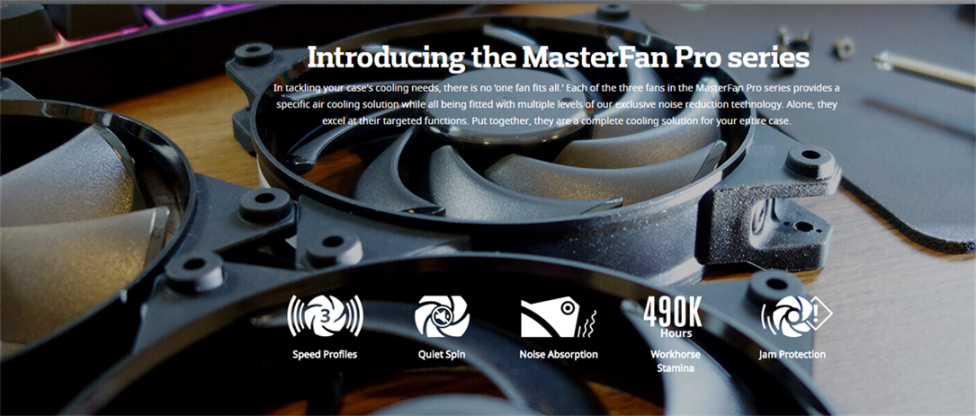 Introducing the MasterFan Pro series
In tackling your case's cooling needs, there is no 'one fan fits all.' Each of the three fans in the MasterFan Pro series provides a
specific air cooling solution while all being fitted with multiple levels of our exclusive noise reduction technology. Alone, they
excel at their targeted functions. Put together, they are a complete cooling solution for your entire case.
3
490K
Hours
!
Speed Profiles
Quiet Spin
Noise Absorption
Workhorse
Stamina
Jam Protection